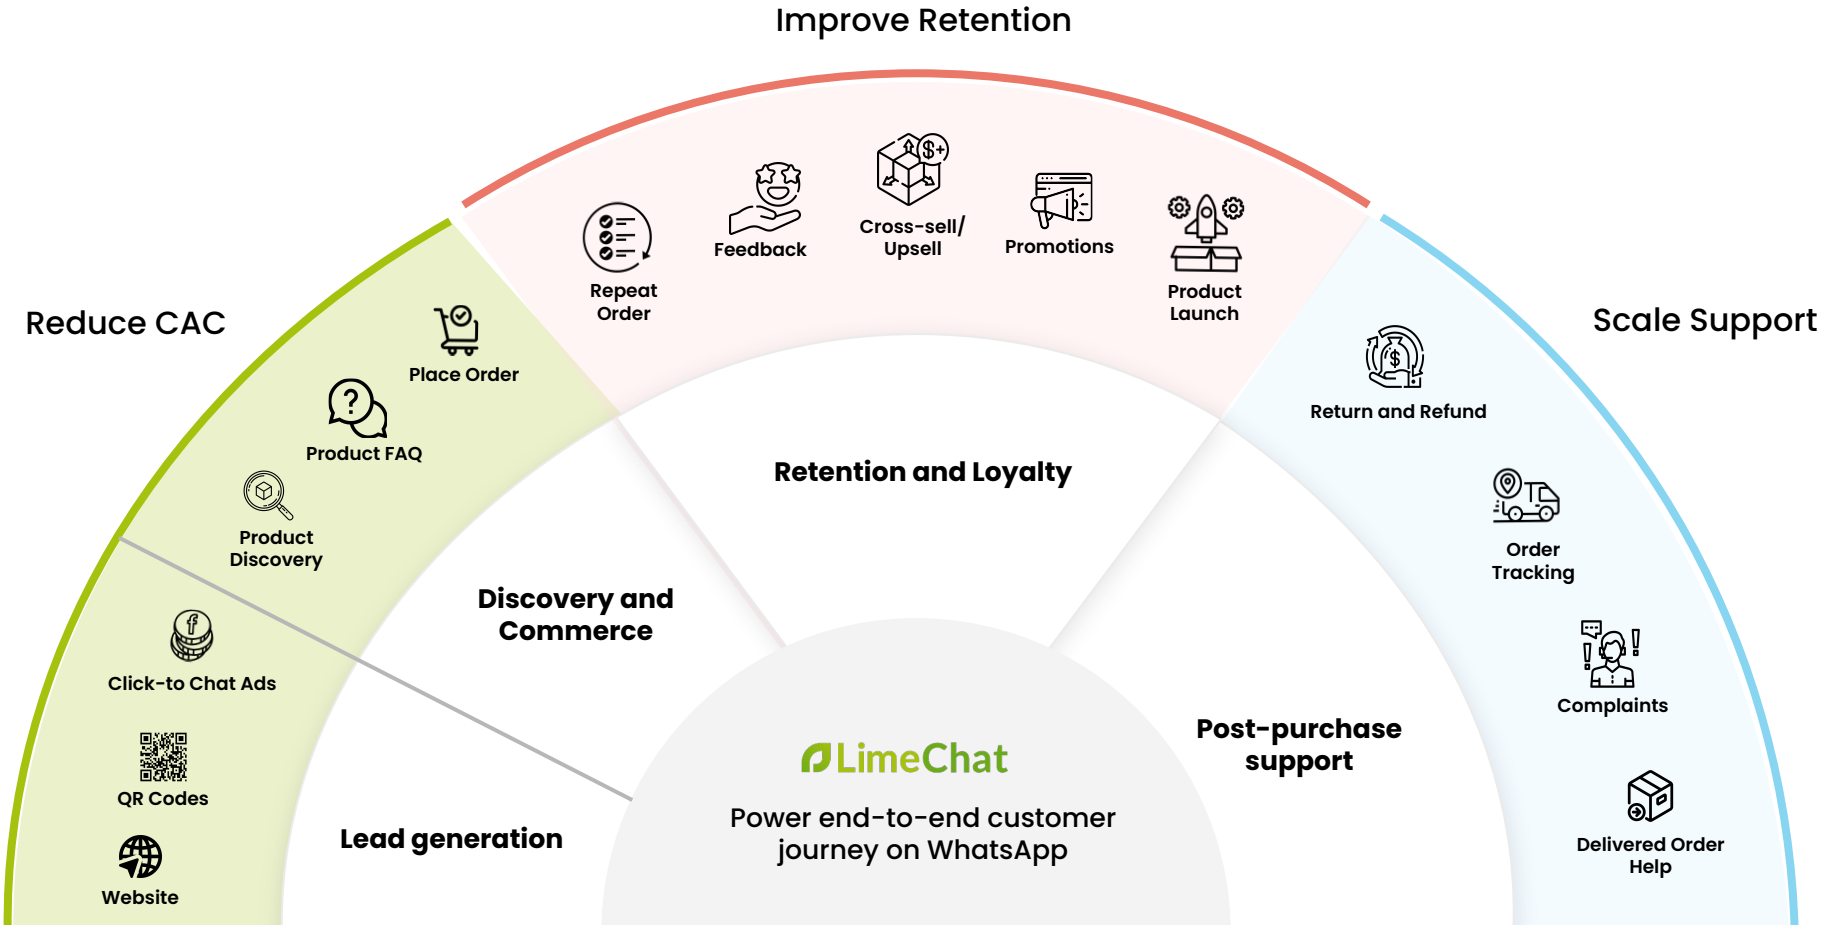 Improve Retention
Reduce CAC
Scale Support
Repeat
Order
Feedback
Cross-sell/
Upsell
Promotions
Product
Launch
Place Order
Product FAQ
Product
Discovery
Click-to Chat Ads
QR Codes
Website
Return and Refund
Order
Tracking
Complaints
Delivered Order
Help
Retention and Loyalty
Discovery and
Commerce
Lead generation
Post-purchase
support
LimeChat
Power end-to-end customer
journey on WhatsApp